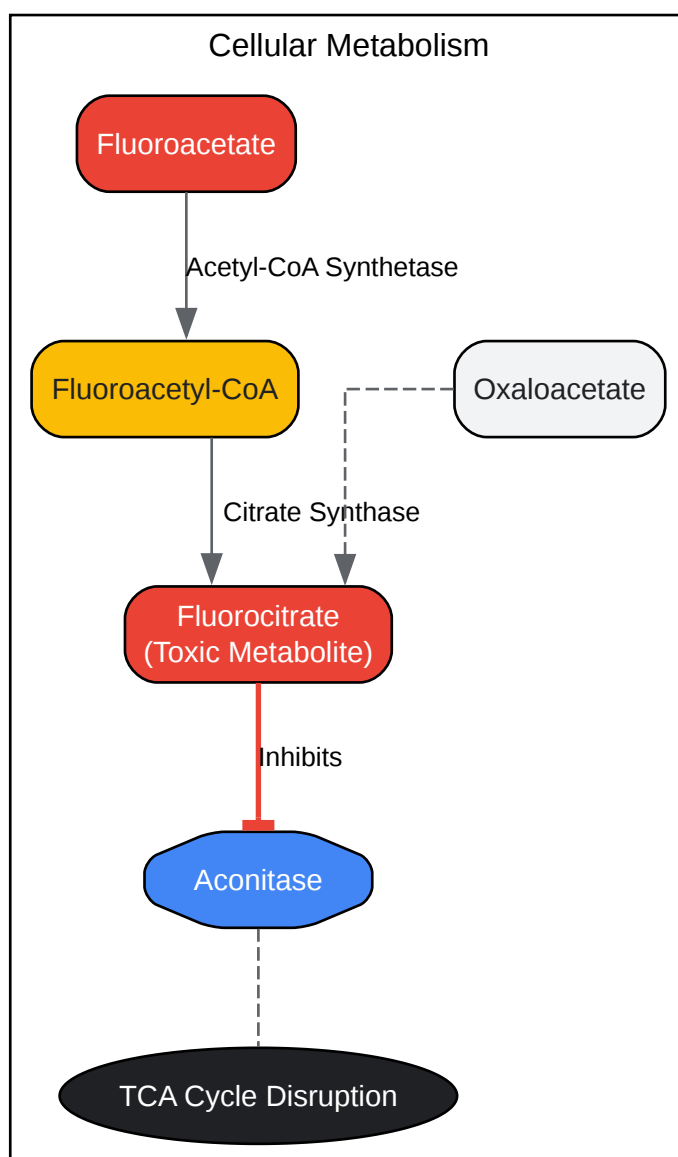 Cellular Metabolism
Fluoroacetate
Acetyl-CoA Synthetase
Fluoroacetyl-CoA
Oxaloacetate
Citrate Synthase
Fluorocitrate
(Toxic Metabolite)
Inhibits
Aconitase
TCA Cycle Disruption